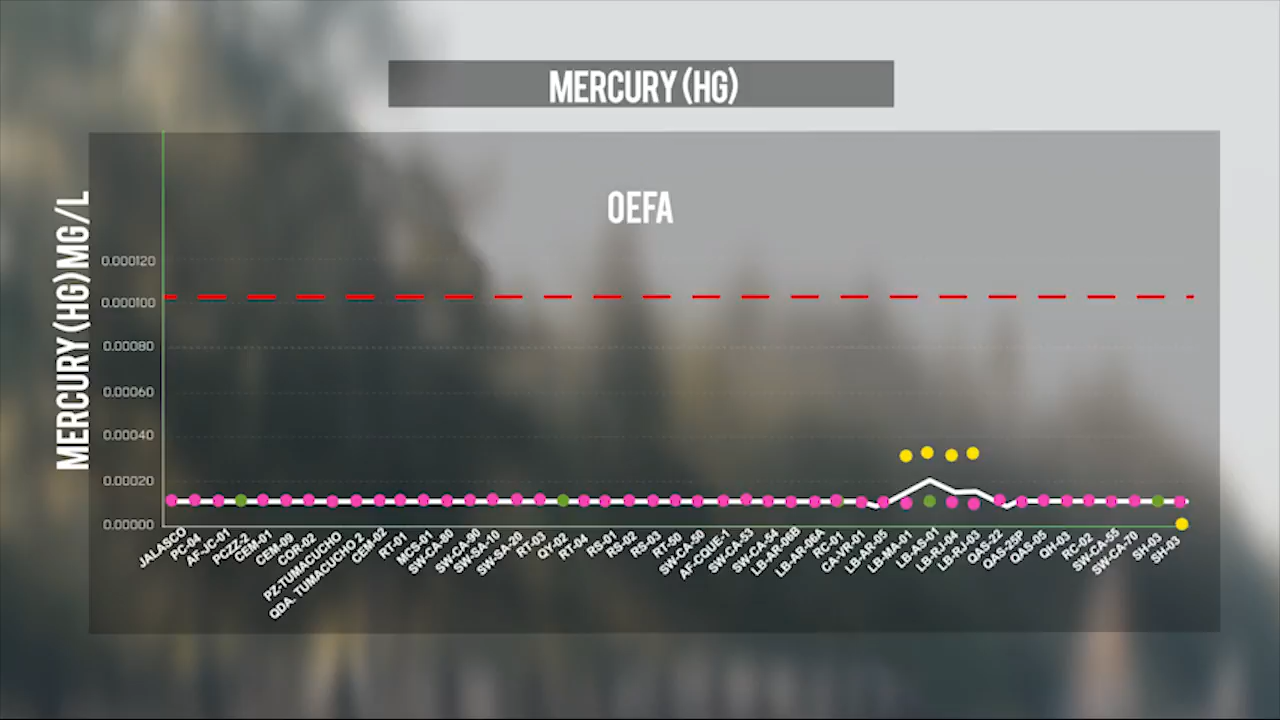 MERCURY (HG)
OEFA
MERCURY (HG) MG/L
0.000120
0.000100
0.00080
0.00060
0.00040
0.00020
0.00000
JALASCO
PC-04
AF-JC-01
PCZZ-2
CEM-01
CEM-09
COR-02
PZ-TUMACUCHO
QDA. TUMACUCHO 2
CEM-02
RT-01
MCS-01
SW-CA-80
SW-CA-90
SW-SA-10
SW-SA-20
RT-03
QY-02
RT-04
RS-01
RS-02
RS-03
RT-50
SW-CA-50
AF-CQUE-1
SW-CA-53
SW-CA-54
LB-AR-06B
LB-AR-06A
RC-01
CA-VR-01
LB-AR-05
LB-MA-01
LB-AS-01
LB-RJ-04
LB-RJ-03
QAS-22
QAS-25P
QAS-05
QH-03
RC-02
SW-CA-55
SW-CA-70
SH-03
SH-03